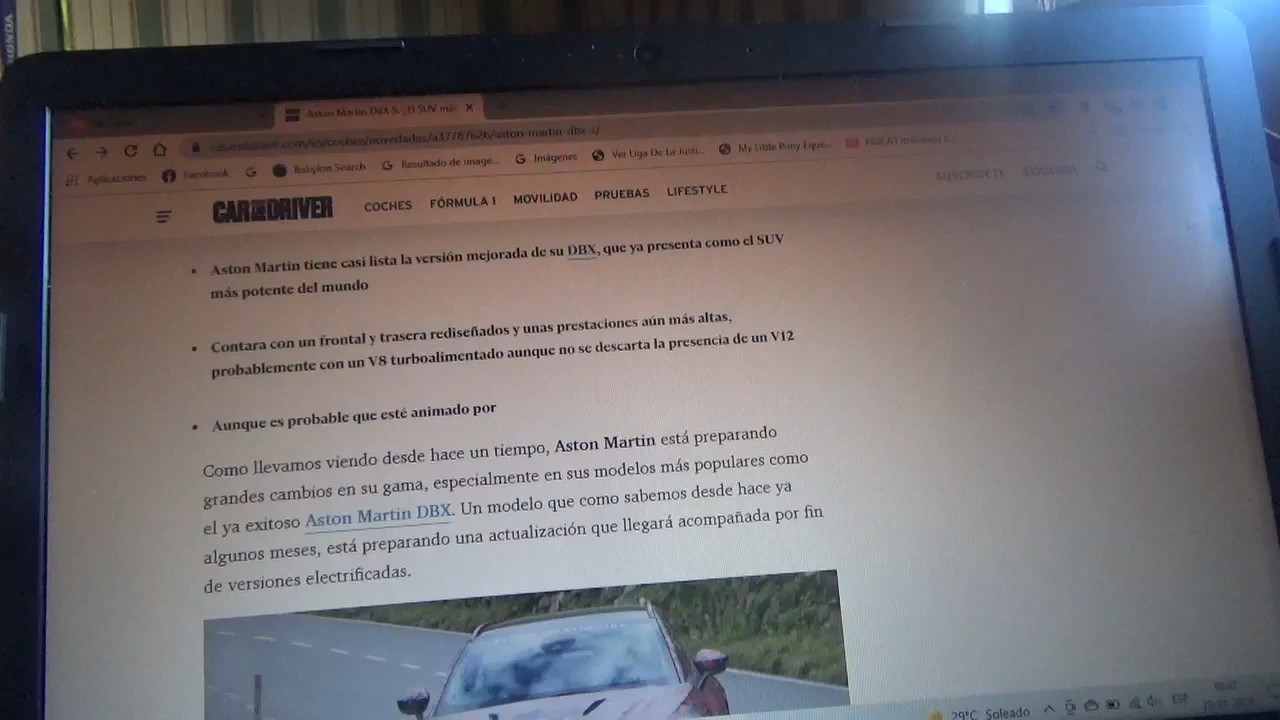 Aston Martin DBX S: ¿El SUV más
Aplicaciones Facebook G Babylon Search Resultado de image... Imágenes Ver Liga De La Justi... My Little Pony Eque...
CAR AND DRIVER COCHES FÓRMULA 1 MOVILIDAD PRUEBAS LIFESTYLE SUSCRÍBETE SÍGUENOS
• Aston Martin tiene casi lista la versión mejorada de su DBX, que ya presenta como el SUV
más potente del mundo
• Contara con un frontal y trasera rediseñados y unas prestaciones aún más altas,
probablemente con un V8 turboalimentado aunque no se descarta la presencia de un V12
• Aunque es probable que esté animado por
Como llevamos viendo desde hace un tiempo, Aston Martin está preparando
grandes cambios en su gama, especialmente en sus modelos más populares como
el ya exitoso Aston Martin DBX. Un modelo que como sabemos desde hace ya
algunos meses, está preparando una actualización que llegará acompañada por fin
de versiones electrificadas.
29°C Soleado ESP